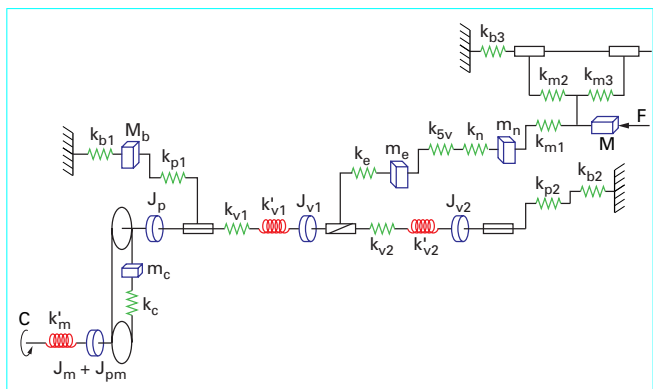 k_b3
k_m2 k_m3
F
M_b k_5v k_n m_n M
k_b1 k_m1
k_p1 k_e m_e
J_p J_v1 J_v2 k_p2 k_b2
k_v1 k'_v1 k_v2 k'_v2
m_c
k_c
C k'_m
J_m + J_pm